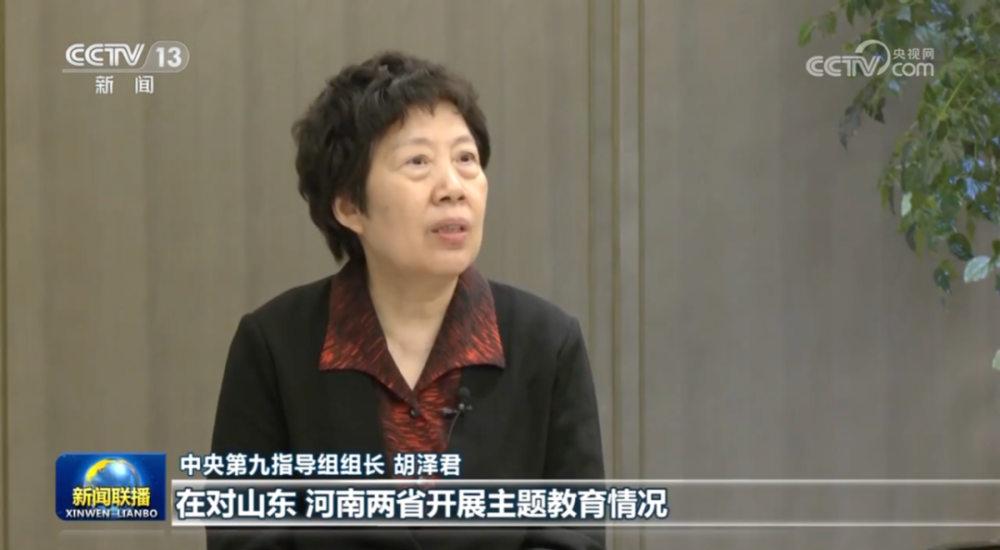 CCTV 13
新闻
央视网
CCTV com
中央第九指导组组长 胡泽君
新闻联播
XINWEN-LIANBO
在对山东 河南两省开展主题教育情况